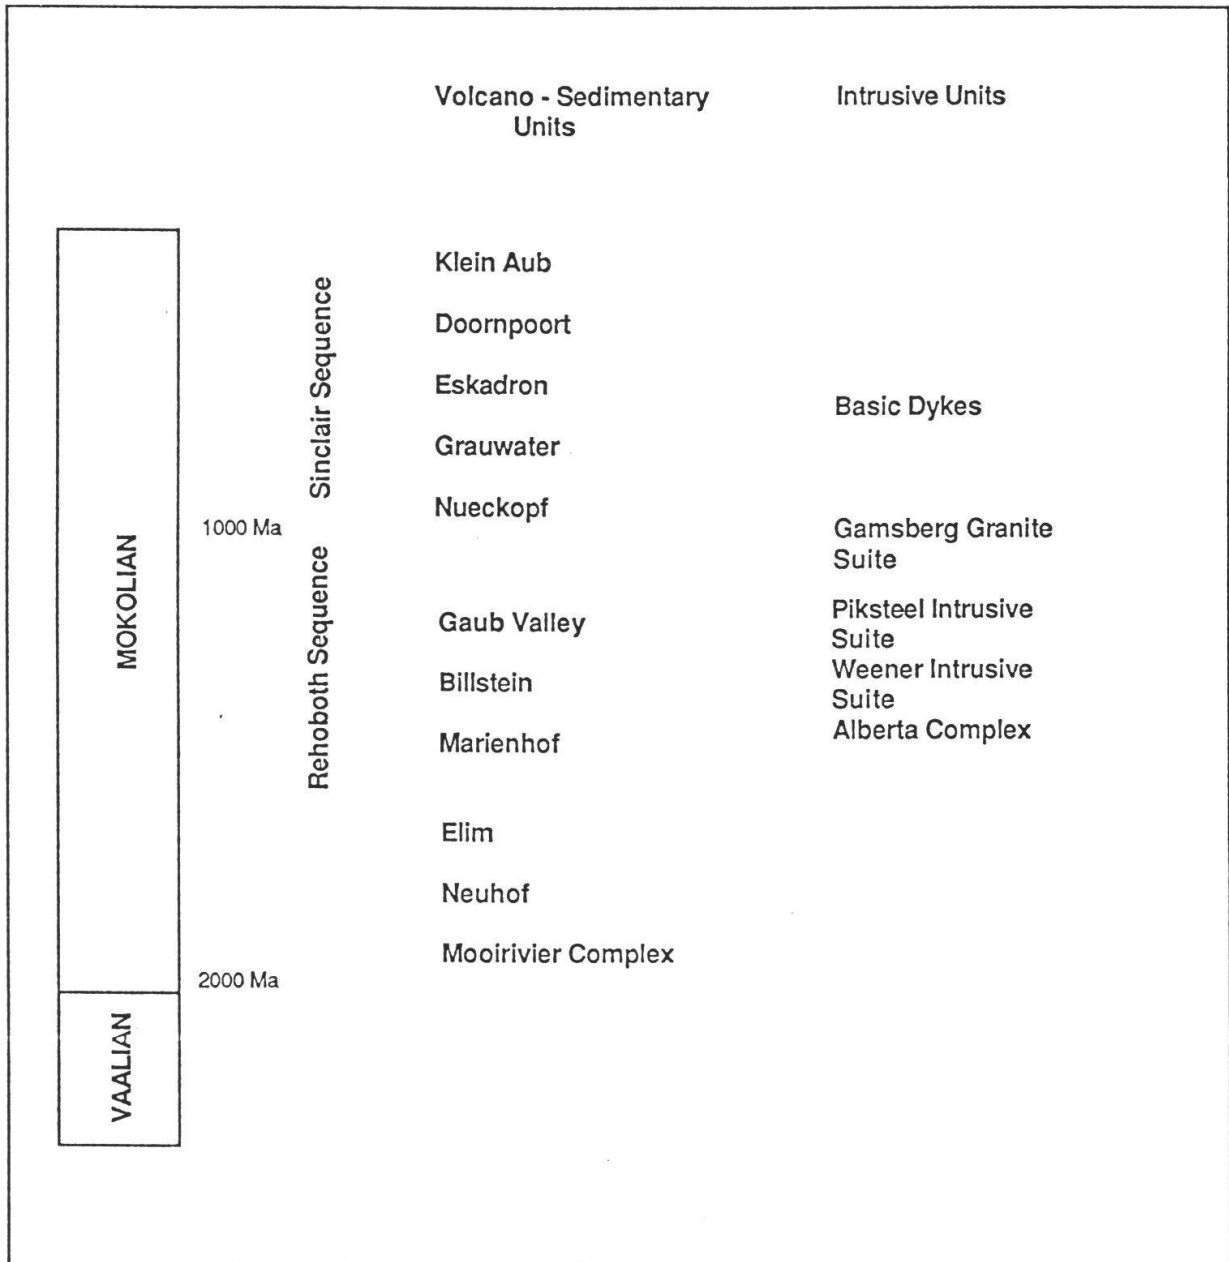 Volcano - Sedimentary
Units
Intrusive Units
MOKOLIAN
VAALIAN
1000 Ma
2000 Ma
Sinclair Sequence
Rehoboth Sequence
Klein Aub
Doornpoort
Eskadron
Grauwater
Nueckopf
Gaub Valley
Billstein
Marienhof
Elim
Neuhof
Mooirivier Complex
Basic Dykes
Gamsberg Granite
Suite
Piksteel Intrusive
Suite
Weener Intrusive
Suite
Alberta Complex